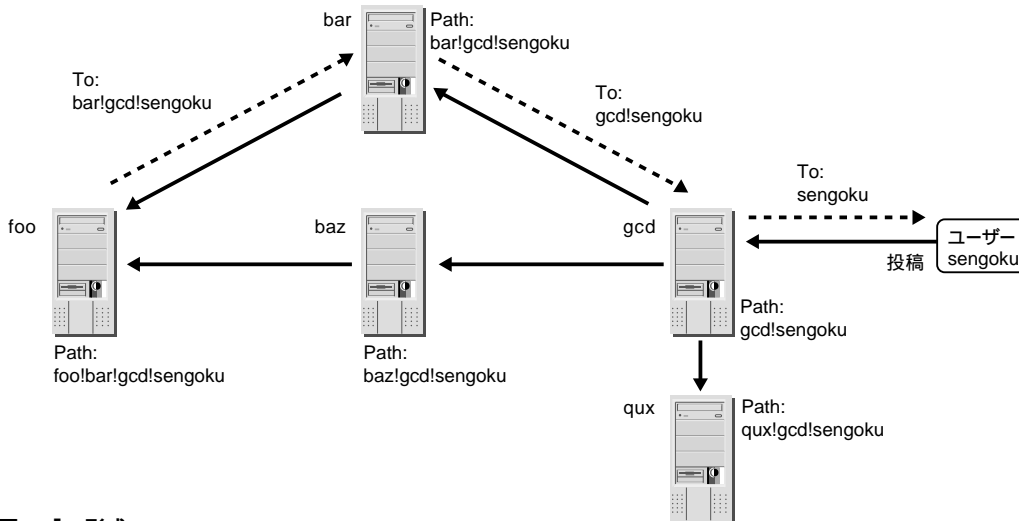 bar
Path:
bar!gcd!sengoku
To:
bar!gcd!sengoku
To:
gcd!sengoku
To:
sengoku
foo
baz
gcd
ユーザー
sengoku
投稿
Path:
gcd!sengoku
Path:
foo!bar!gcd!sengoku
Path:
baz!gcd!sengoku
qux
Path:
qux!gcd!sengoku